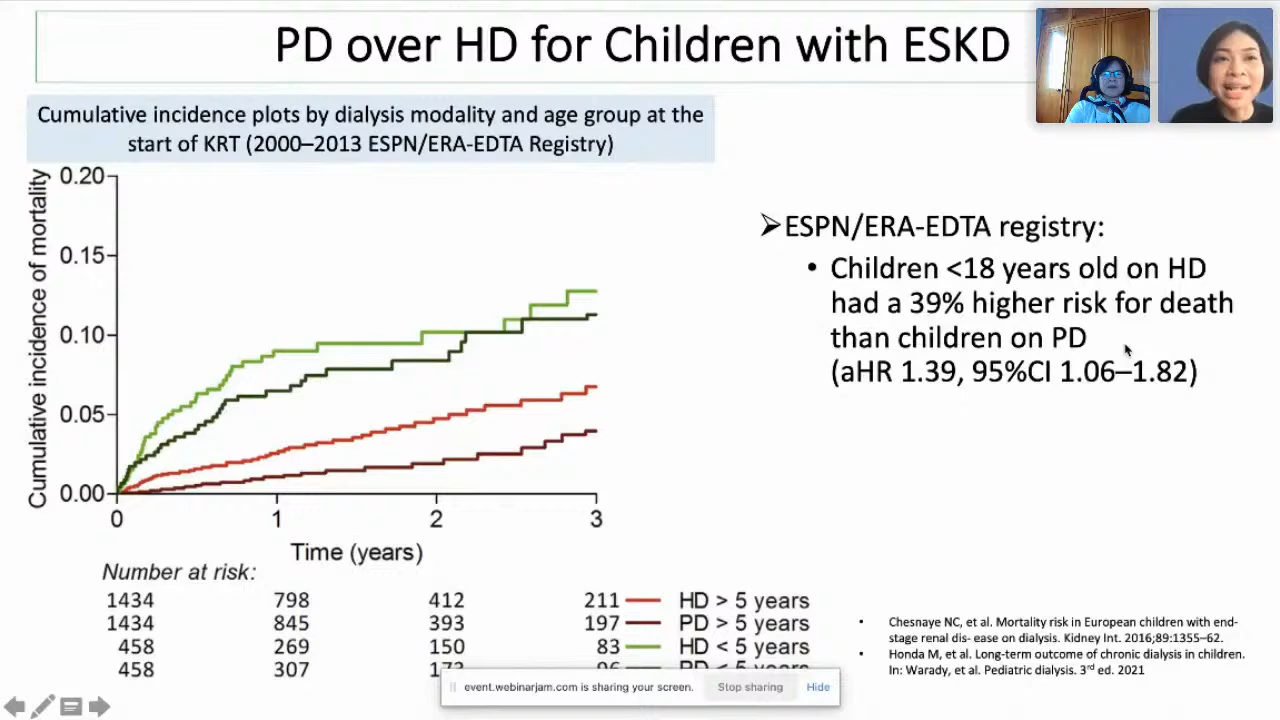 PD over HD for Children with ESKD
Cumulative incidence plots by dialysis modality and age group at the
start of KRT (2000–2013 ESPN/ERA-EDTA Registry)
Cumulative incidence of mortality
0.20
0.15
0.10
0.05
0.00
0 1 2 3
Time (years)
Number at risk:
1434 798 412 211 HD > 5 years
1434 845 393 197 PD > 5 years
458 269 150 83 HD < 5 years
458 307
➢ESPN/ERA-EDTA registry:
• Children <18 years old on HD
had a 39% higher risk for death
than children on PD
(aHR 1.39, 95%CI 1.06–1.82)
• Chesnaye NC, et al. Mortality risk in European children with end-
stage renal dis- ease on dialysis. Kidney Int. 2016;89:1355–62.
• Honda M, et al. Long-term outcome of chronic dialysis in children.
In: Warady, et al. Pediatric dialysis. 3rd ed. 2021
event.webinarjam.com is sharing your screen. Stop sharing Hide